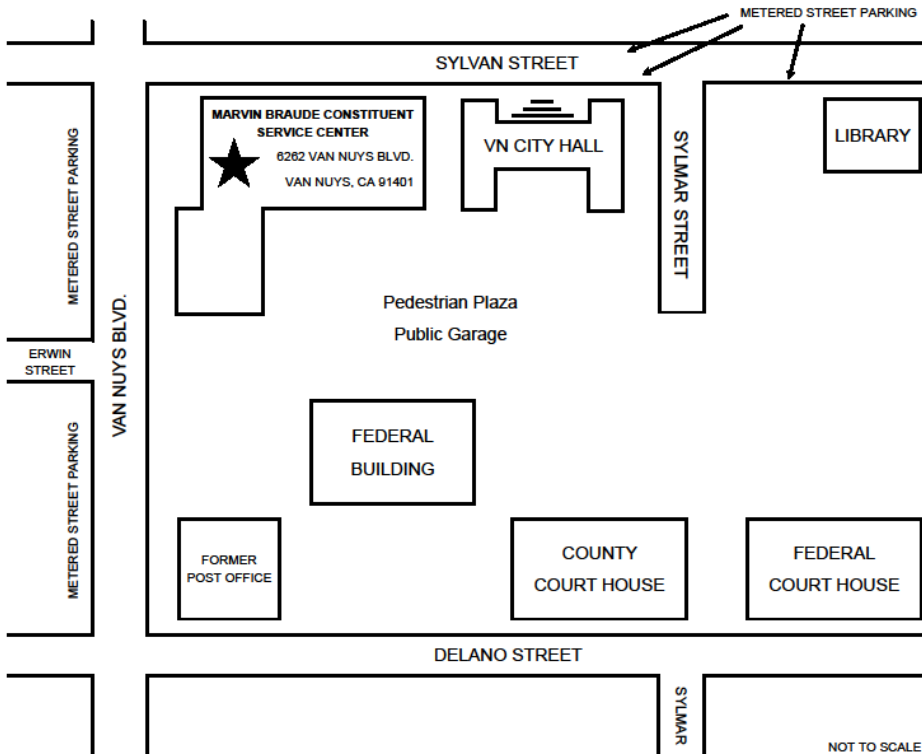 METERED STREET PARKING
SYLVAN STREET
MARVIN BRAUDE CONSTITUENT
SERVICE CENTER
6262 VAN NUYS BLVD.
VAN NUYS, CA 91401
VN CITY HALL
SYLMAR STREET
LIBRARY
METERED STREET PARKING
VAN NUYS BLVD.
Pedestrian Plaza
Public Garage
ERWIN
STREET
METERED STREET PARKING
FEDERAL
BUILDING
FORMER
POST OFFICE
COUNTY
COURT HOUSE
FEDERAL
COURT HOUSE
DELANO STREET
SYLMAR
NOT TO SCALE